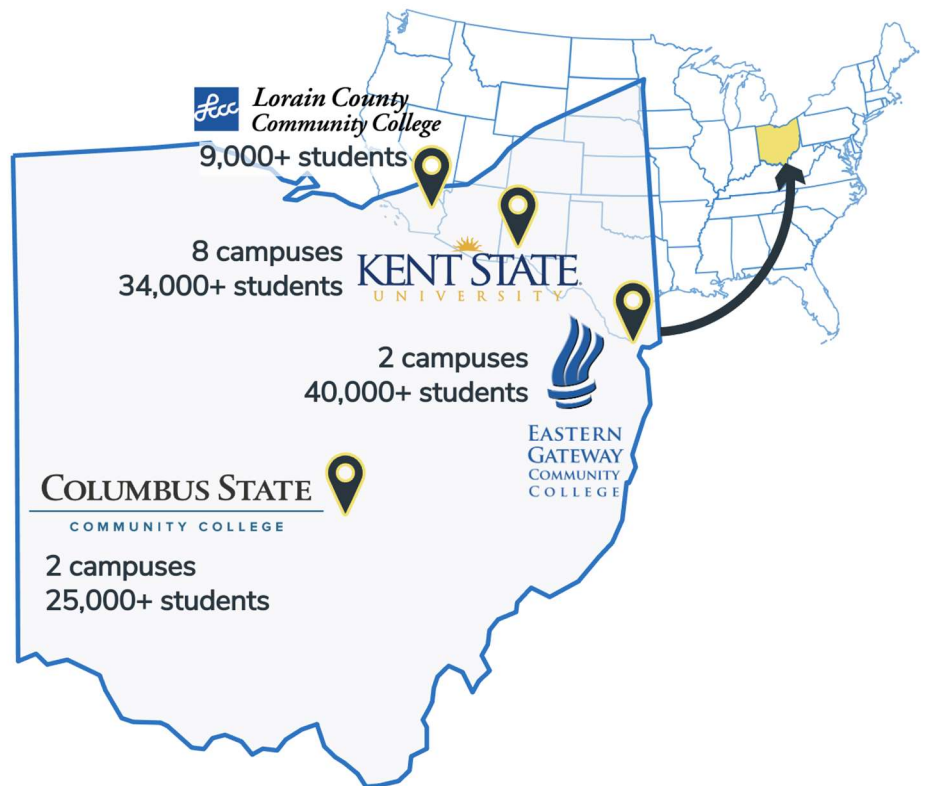 lccc
Lorain County
Community College
9,000+ students
8 campuses
34,000+ students
KENT STATE
UNIVERSITY
2 campuses
40,000+ students
EASTERN
GATEWAY
COMMUNITY
COLLEGE
COLUMBUS STATE
COMMUNITY COLLEGE
2 campuses
25,000+ students